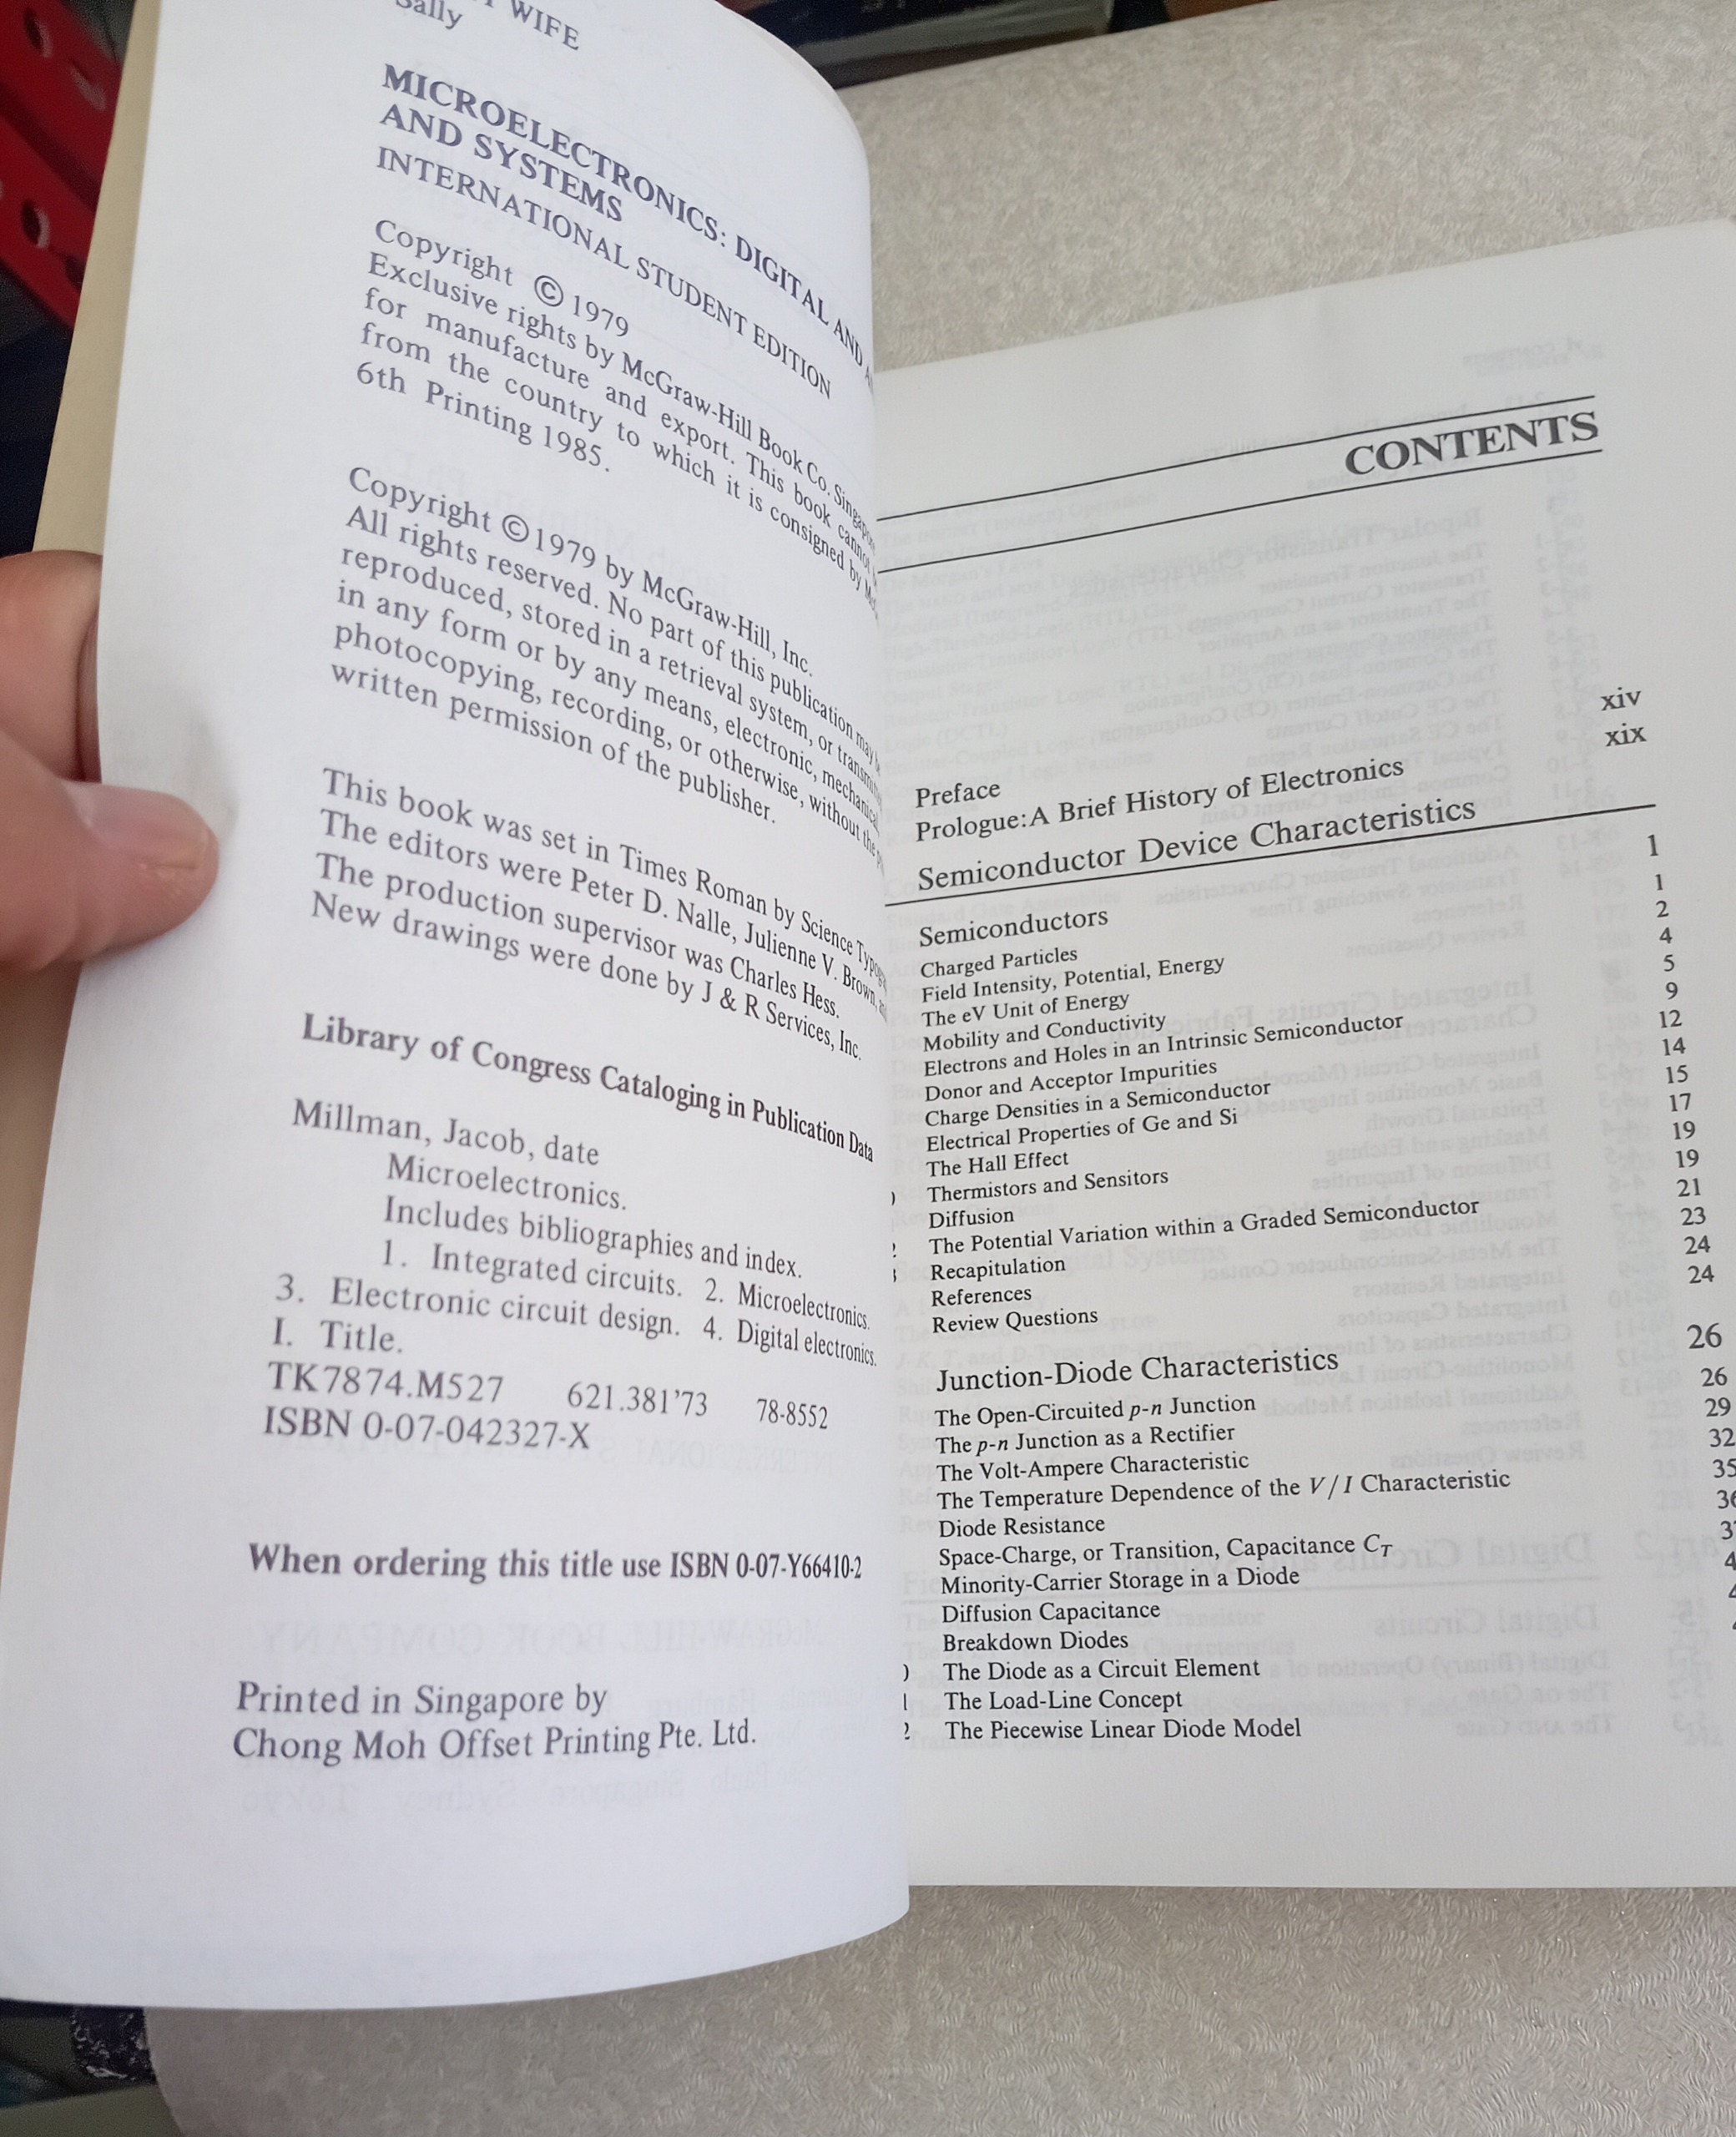 WIFE
Sally
MICROELECTRONICS: DIGITAL AND
AND SYSTEMS
INTERNATIONAL STUDENT EDITION
Copyright © 1979
Exclusive rights by McGraw-Hill Book Co. Singapore
for manufacture and export. This book cannot
from the country to which it is consigned by
6th Printing 1985.
Copyright © 1979 by McGraw-Hill, Inc.
All rights reserved. No part of this publication may
reproduced, stored in a retrieval system, or
in any form or by any means, electronic, mechanical,
photocopying, recording, or otherwise, without the
written permission of the publisher.
This book was set in Times Roman by Science
The editors were Peter D. Nalle, Julienne V. Brown,
The production supervisor was Charles Hess.
New drawings were done by J & R Services, Inc.
Library of Congress Cataloging in Publication Data
Millman, Jacob, date
Microelectronics.
Includes bibliographies and index.
1. Integrated circuits. 2. Microelectronics.
3. Electronic circuit design. 4. Digital electronics.
I. Title.
TK7874.M527 621.381'73 78-8552
ISBN 0-07-042327-X
When ordering this title use ISBN 0-07-Y66410-2
Printed in Singapore by
Chong Moh Offset Printing Pte. Ltd.
CONTENTS
Preface xiv
Prologue: A Brief History of Electronics xix
Semiconductor Device Characteristics
Semiconductors 1
Charged Particles 1
Field Intensity, Potential, Energy 2
The eV Unit of Energy 4
Mobility and Conductivity 5
Electrons and Holes in an Intrinsic Semiconductor 9
Donor and Acceptor Impurities 12
Charge Densities in a Semiconductor 14
Electrical Properties of Ge and Si 15
The Hall Effect 17
Thermistors and Sensitors 19
Diffusion 19
The Potential Variation within a Graded Semiconductor 21
Recapitulation 23
References 24
Review Questions 24
Junction-Diode Characteristics 26
The Open-Circuited p-n Junction 26
The p-n Junction as a Rectifier 29
The Volt-Ampere Characteristic 32
The Temperature Dependence of the V/I Characteristic 35
Diode Resistance
Space-Charge, or Transition, Capacitance CT
Minority-Carrier Storage in a Diode
Diffusion Capacitance
Breakdown Diodes
The Diode as a Circuit Element
The Load-Line Concept
The Piecewise Linear Diode Model